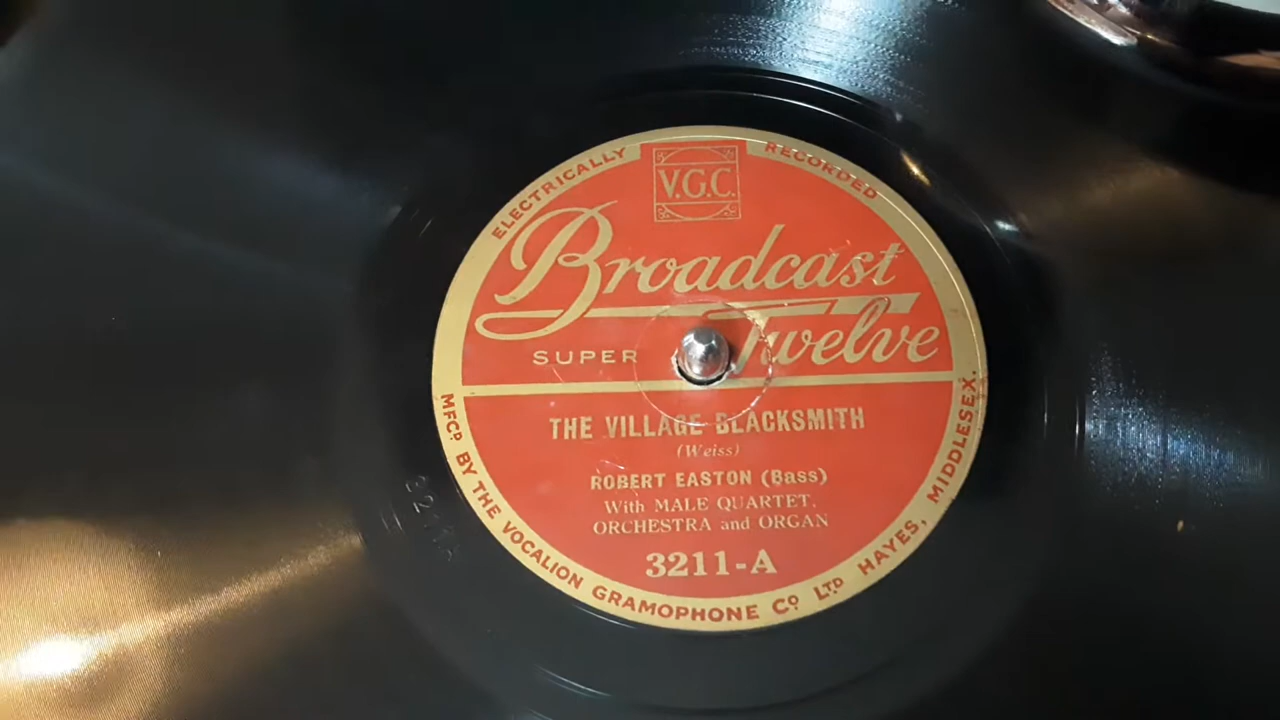 ELECTRICALLY RECORDED
V.G.C.
Broadcast
SUPER Twelve
THE VILLAGE BLACKSMITH
(Weiss)
ROBERT EASTON (Bass)
With MALE QUARTET,
ORCHESTRA and ORGAN
3211-A
MFCD BY THE VOCALION GRAMOPHONE CO LTD HAYES, MIDDLESEX.
3211A